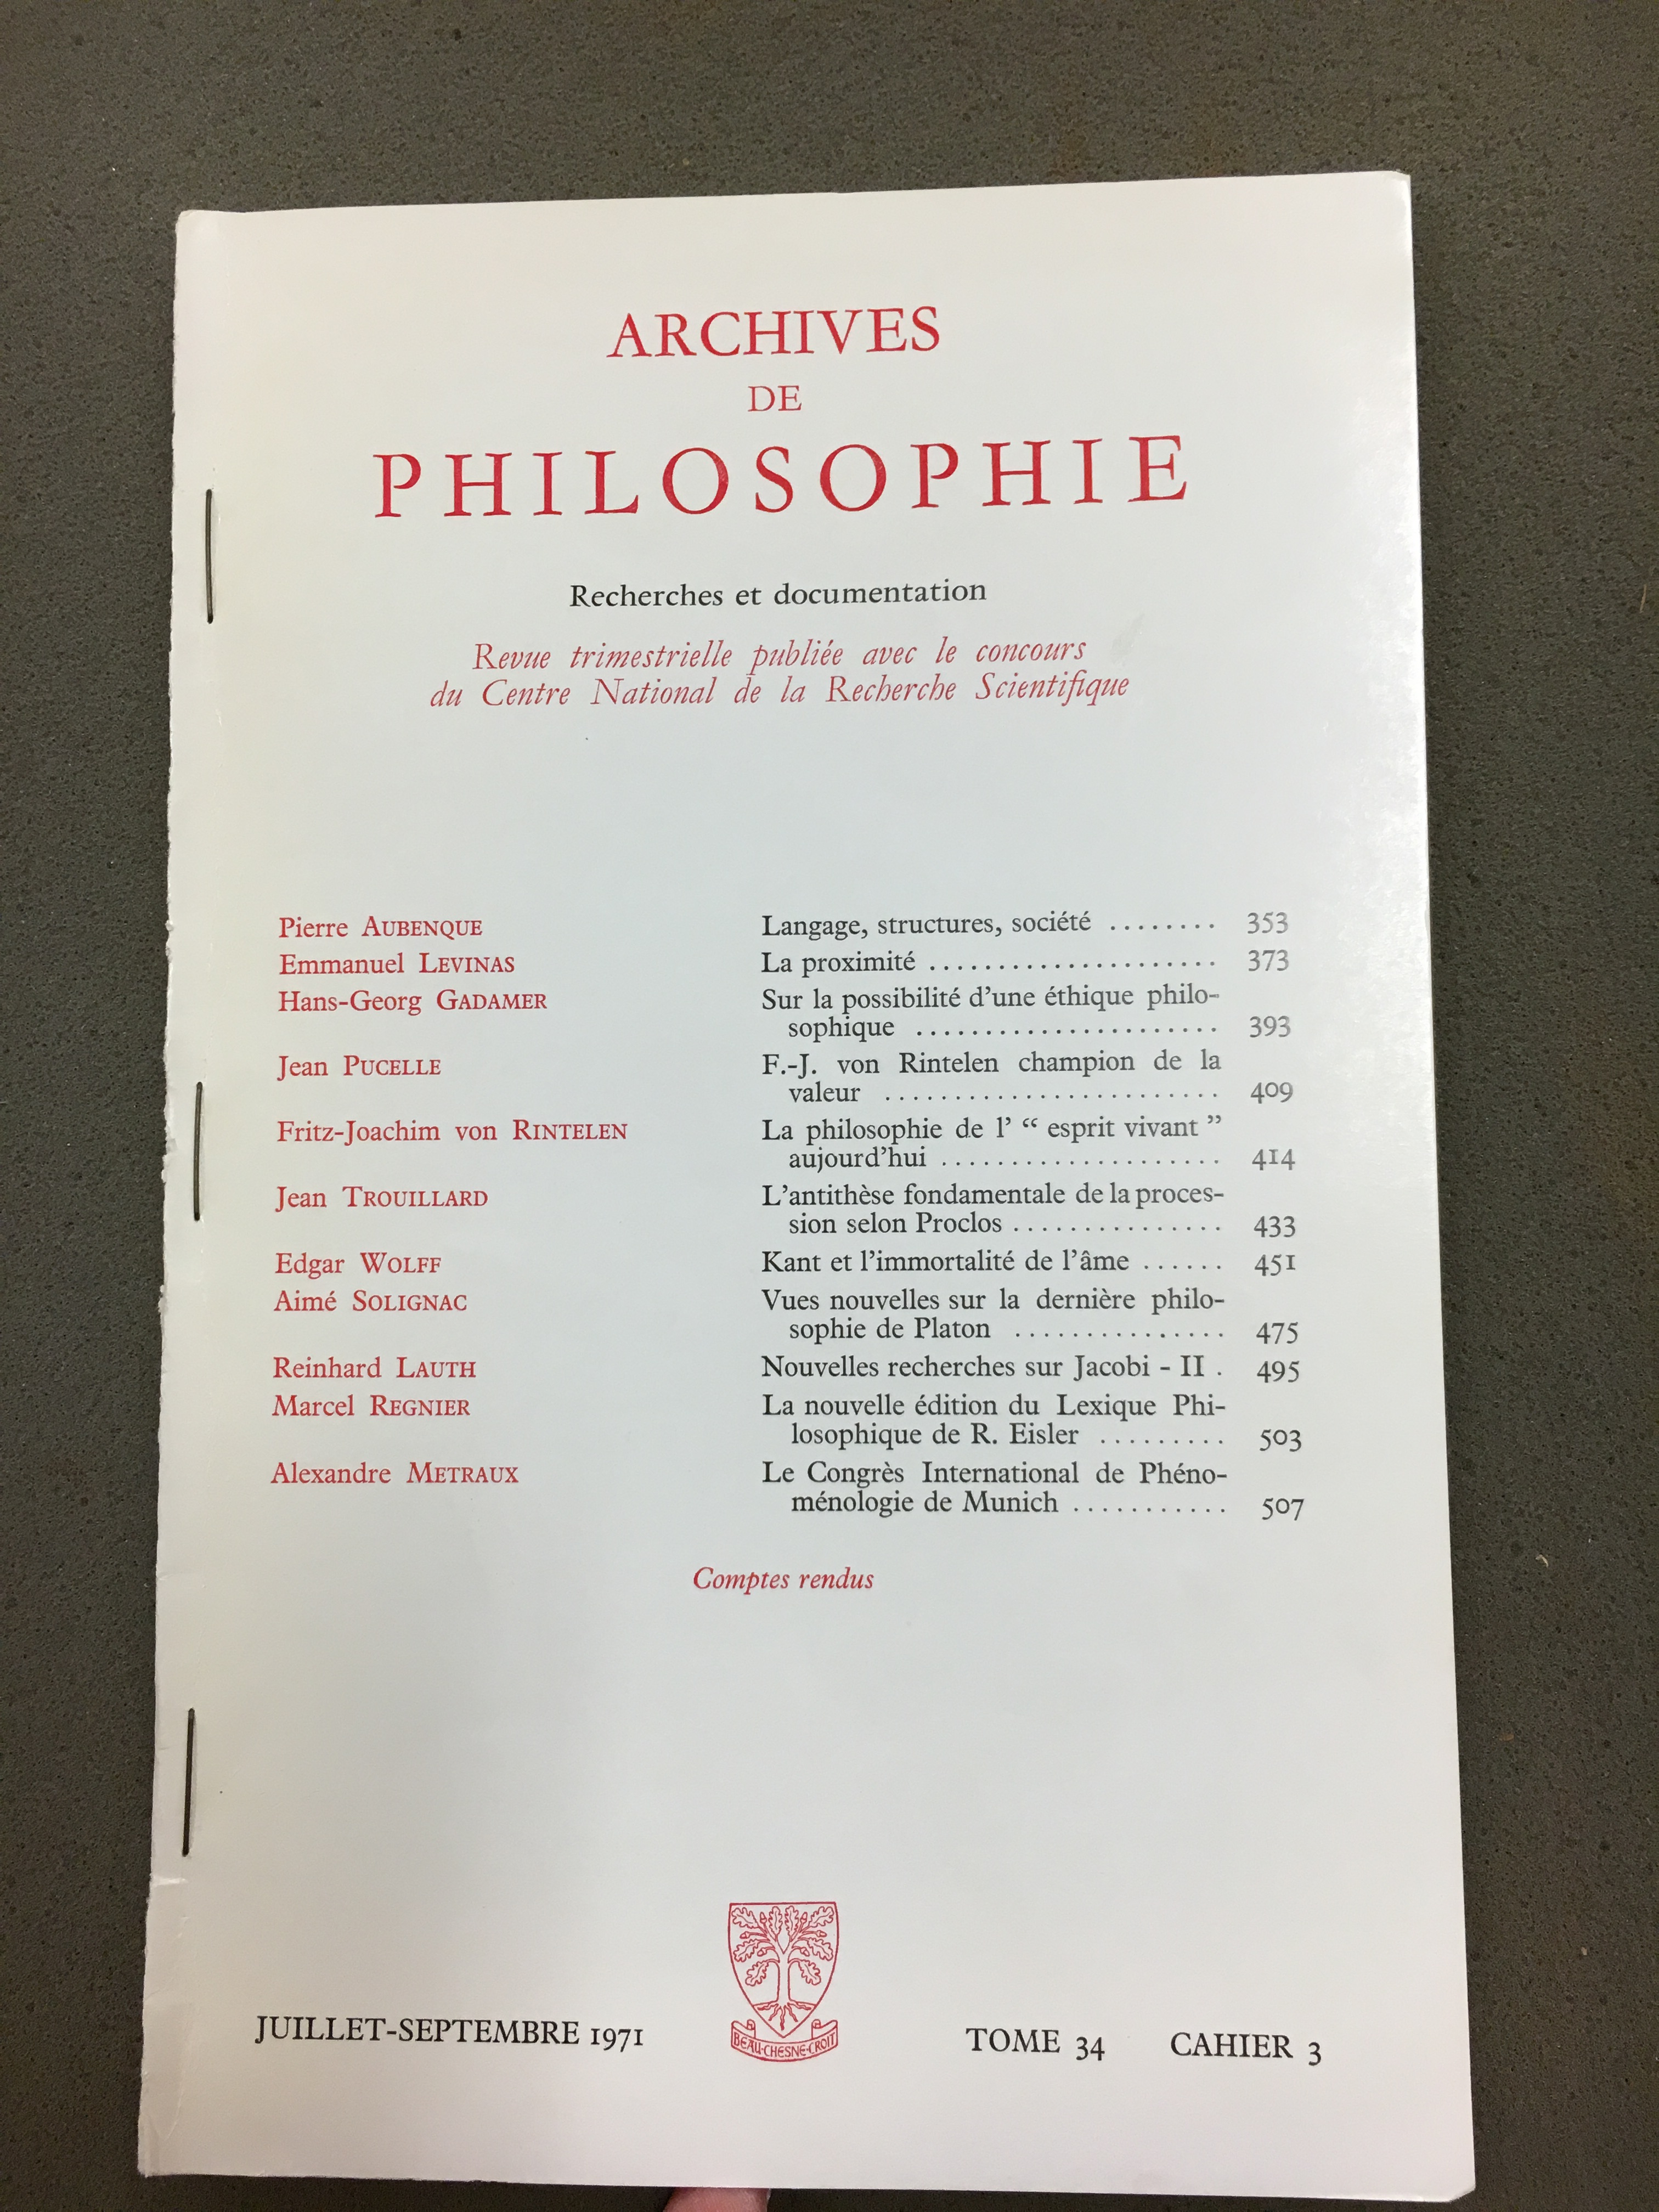 ARCHIVES
DE
PHILOSOPHIE
Recherches et documentation
Revue trimestrielle publiée avec le concours
du Centre National de la Recherche Scientifique
Pierre AUBENQUE Langage, structures, société ........ 353
Emmanuel LEVINAS La proximité ..................... 373
Hans-Georg GADAMER Sur la possibilité d'une éthique philo-
sophique ...................... 393
Jean PUCELLE F.-J. von Rintelen champion de la
valeur ........................ 409
Fritz-Joachim von RINTELEN La philosophie de l' “ esprit vivant ”
aujourd'hui .................... 414
Jean TROUILLARD L'antithèse fondamentale de la proces-
sion selon Proclos ............... 433
Edgar WOLFF Kant et l'immortalité de l'âme ...... 451
Aimé SOLIGNAC Vues nouvelles sur la dernière philo-
sophie de Platon ............... 475
Reinhard LAUTH Nouvelles recherches sur Jacobi - II . 495
Marcel REGNIER La nouvelle édition du Lexique Phi-
losophique de R. Eisler ......... 503
Alexandre METRAUX Le Congrès International de Phéno-
ménologie de Munich ........... 507
Comptes rendus
BEAU-CHESNE-CROIT
JUILLET-SEPTEMBRE 1971 TOME 34 CAHIER 3